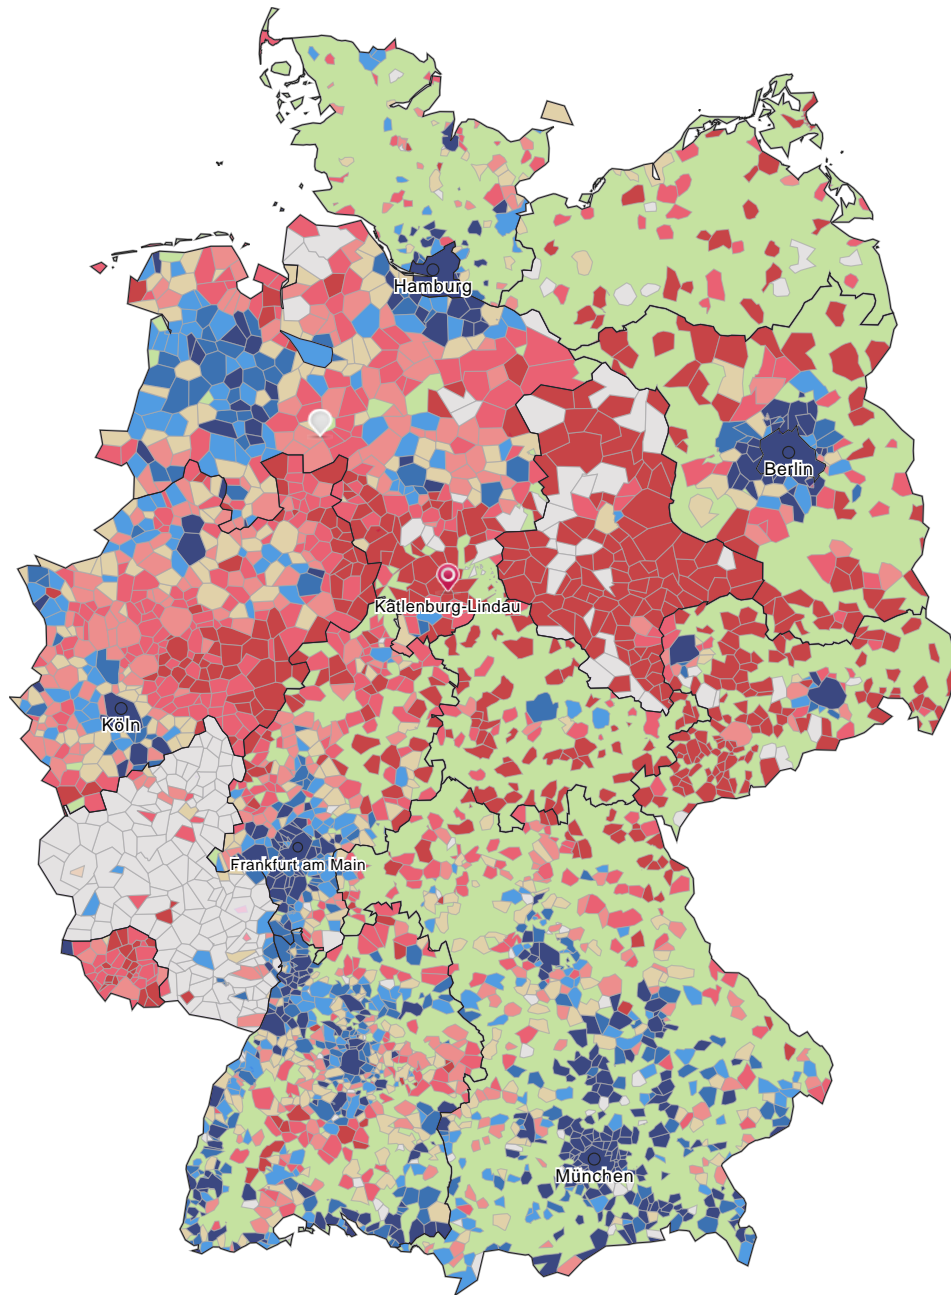 Hamburg
Berlin
Katlenburg-Lindau
Köln
Frankfurt am Main
München